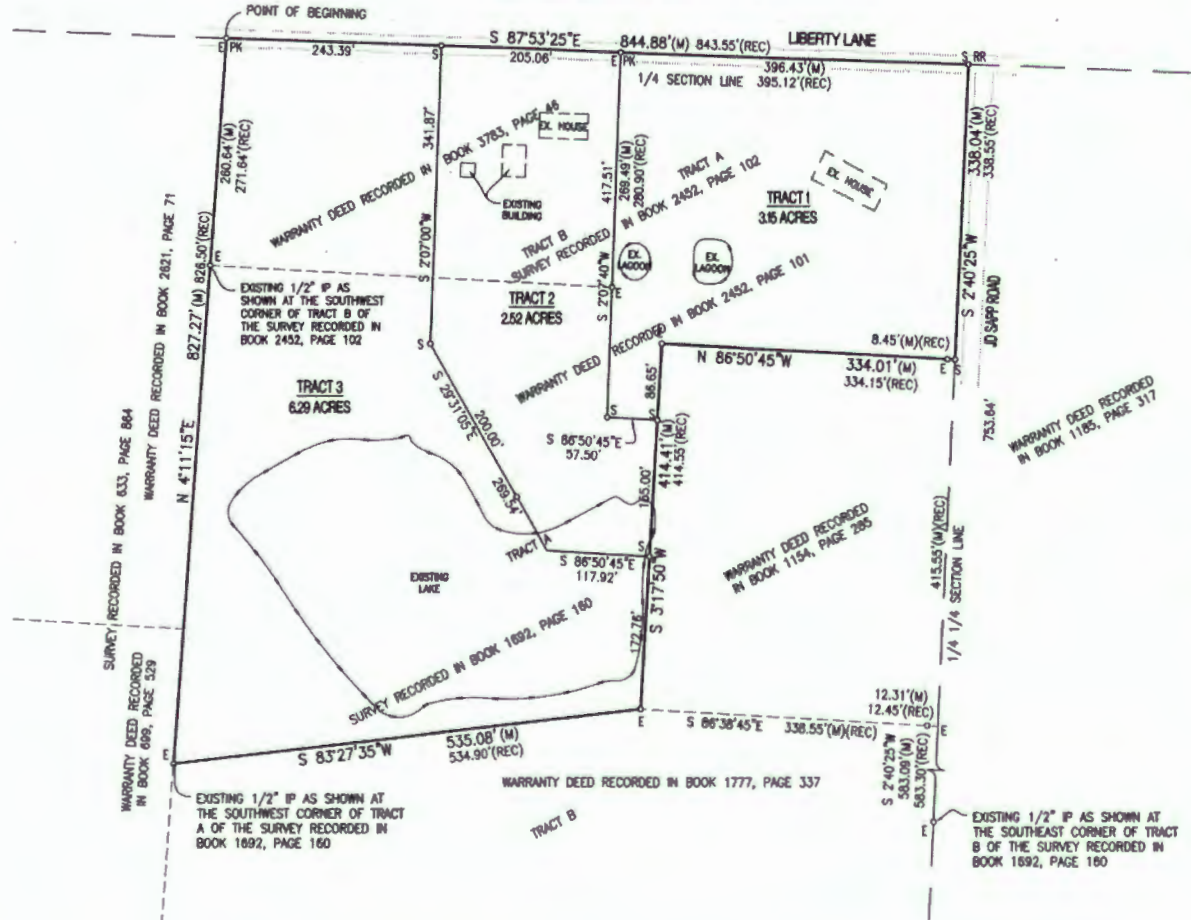 POINT OF BEGINNING
S 87°53'25"E
844.88'(M) 843.55'(REC)
LIBERTY LANE
E PK
243.39'
S
205.06'
E PK
396.43'(M)
S RR
1/4 SECTION LINE 395.12'(REC)
260.64'(M)
271.64'(REC)
341.87'
WARRANTY DEED RECORDED IN BOOK 3783, PAGE 46
EX. HOUSE
EXISTING
BUILDING
417.51'
269.49'(M)
280.90'(REC)
TRACT A
SURVEY RECORDED IN BOOK 2452, PAGE 102
TRACT B
TRACT 1
3.15 ACRES
EX. HOUSE
338.04'(M)
338.55'(REC)
S 2°40'25"W
JD SAPP ROAD
EX.
LAGOON
EX.
LAGOON
S 2°07'00"W
S 2°07'40"W
E
E
EXISTING 1/2" IP AS
SHOWN AT THE SOUTHWEST
CORNER OF TRACT B OF
THE SURVEY RECORDED IN
BOOK 2452, PAGE 102
TRACT 2
2.52 ACRES
WARRANTY DEED RECORDED IN BOOK 2452, PAGE 101
S
8.45'(M)(REC)
N 86°50'45"W
334.01'(M)
334.15'(REC)
E
S
86.65'
TRACT 3
6.29 ACRES
827.27'(M) 826.50'(REC)
N 4°11'15"E
SURVEY RECORDED IN BOOK 633, PAGE 864
WARRANTY DEED RECORDED IN BOOK 2621, PAGE 71
S 29°31'05"E
200.00'
269.54'
S
S
S 86°50'45"E
57.50'
414.41'(M)
414.55'(REC)
165.00'
753.64'
WARRANTY DEED RECORDED
IN BOOK 1185, PAGE 317
WARRANTY DEED RECORDED
IN BOOK 1154, PAGE 285
TRACT A
S
S 86°50'45"E
117.92'
EXISTING
LAKE
S 3°17'50"W
172.76'
415.55'(M)(REC)
1/4 1/4 SECTION LINE
SURVEY RECORDED IN BOOK 1692, PAGE 160
WARRANTY DEED RECORDED
IN BOOK 699, PAGE 529
E
S 83°27'35"W
535.08' (M)
534.90'(REC)
E
S 86°38'45"E
338.55'(M)(REC)
12.31'(M)
12.45'(REC)
E
S 2°40'25"W
583.09'(M)
583.30'(REC)
WARRANTY DEED RECORDED IN BOOK 1777, PAGE 337
TRACT B
EXISTING 1/2" IP AS SHOWN AT
THE SOUTHWEST CORNER OF TRACT
A OF THE SURVEY RECORDED IN
BOOK 1692, PAGE 160
E
EXISTING 1/2" IP AS SHOWN AT
THE SOUTHEAST CORNER OF TRACT
B OF THE SURVEY RECORDED IN
BOOK 1692, PAGE 160